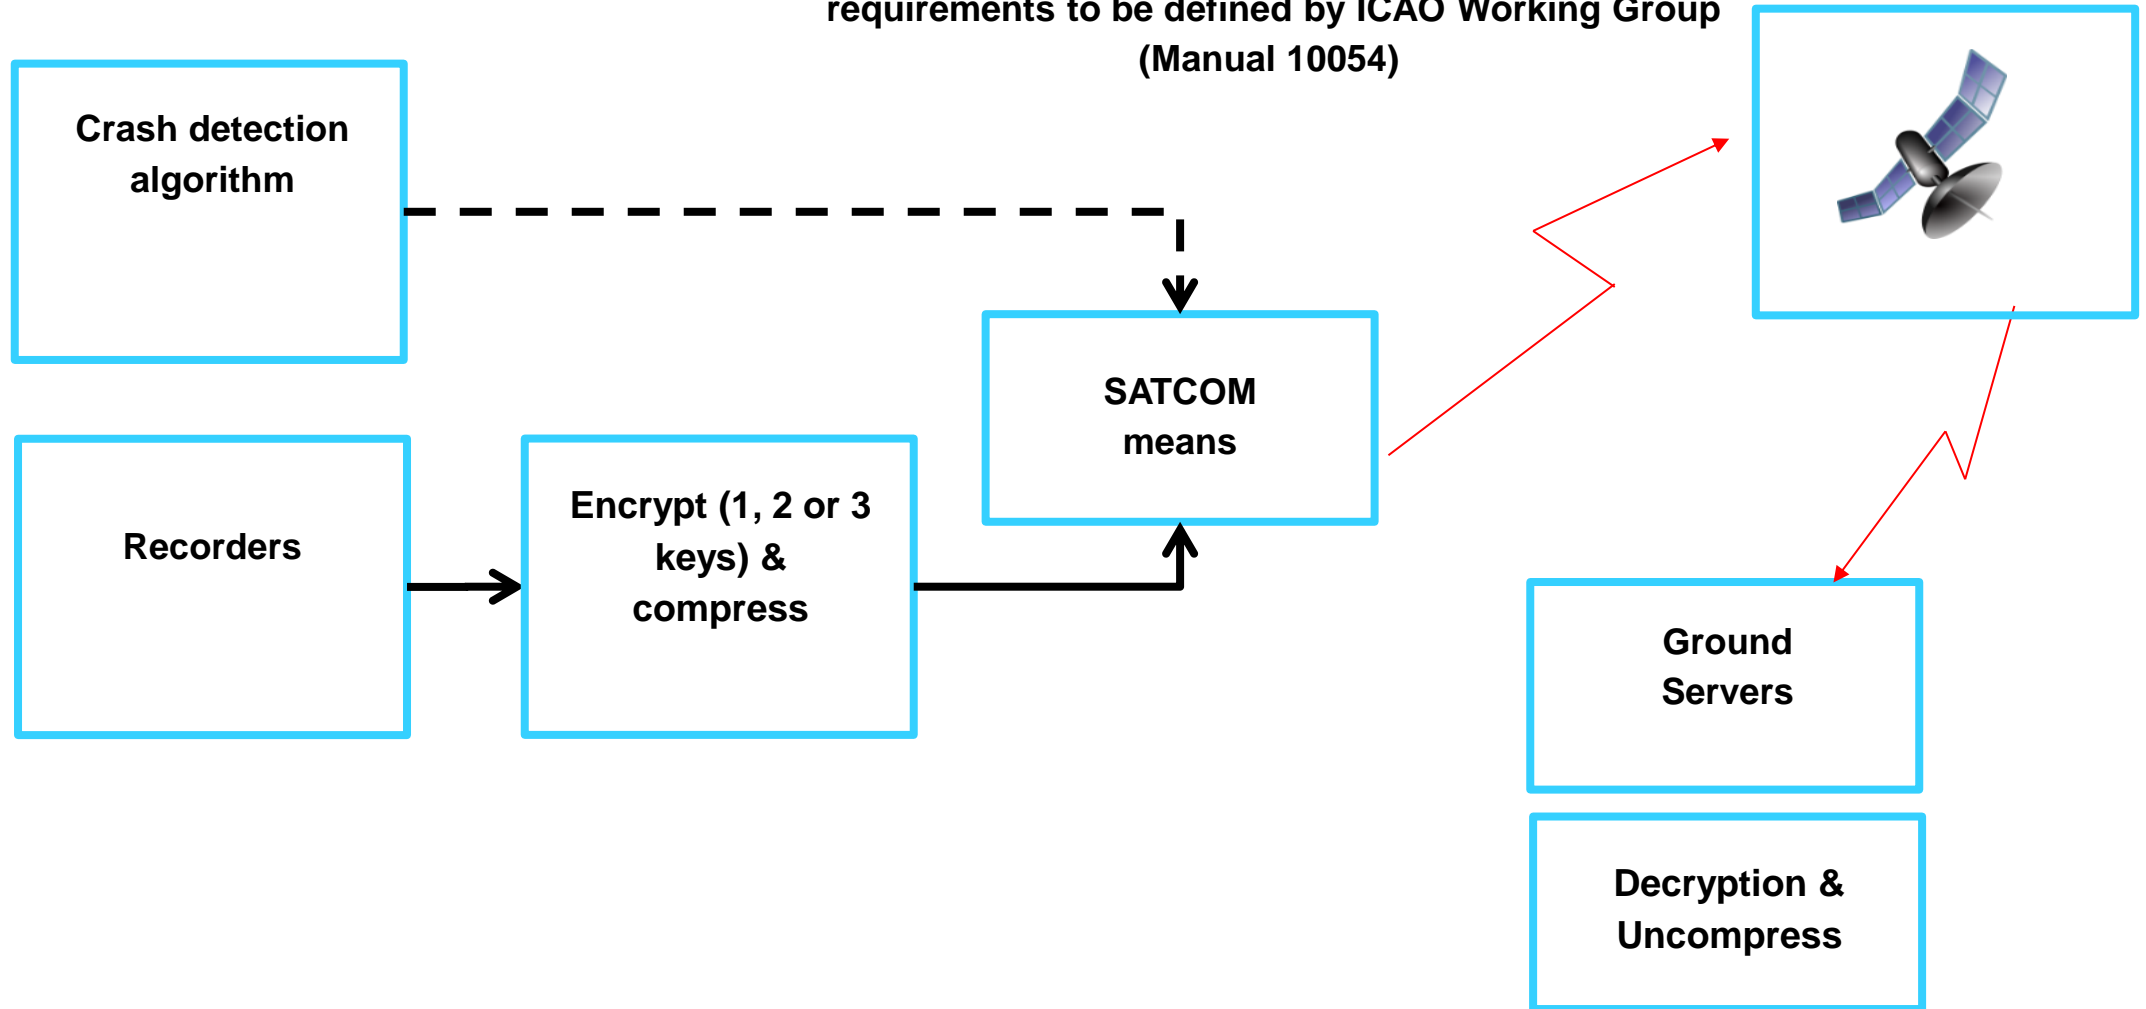 requirements to be defined by ICAO Working Group
(Manual 10054)
Crash detection
algorithm
SATCOM
means
Recorders
Encrypt (1, 2 or 3
keys) &
compress
Ground
Servers
Decryption &
Uncompress